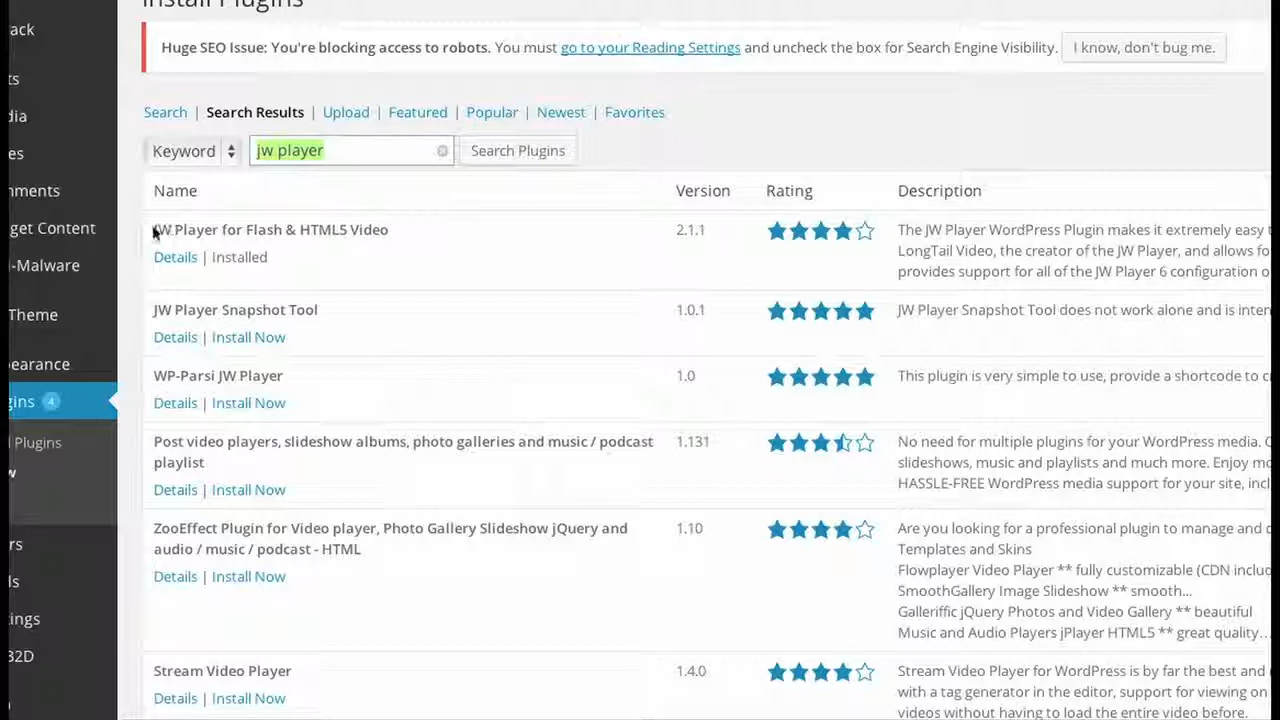 Install Plugins
Huge SEO Issue: You're blocking access to robots. You must go to your Reading Settings and uncheck the box for Search Engine Visibility. I know, don't bug me.
Search | Search Results | Upload | Featured | Popular | Newest | Favorites
Keyword jw player Search Plugins
Name Version Rating Description
JW Player for Flash & HTML5 Video 2.1.1 The JW Player WordPress Plugin makes it extremely easy
Details | Installed LongTail Video, the creator of the JW Player, and allows fo
provides support for all of the JW Player 6 configuration o
JW Player Snapshot Tool 1.0.1 JW Player Snapshot Tool does not work alone and is inten
Details | Install Now
WP-Parsi JW Player 1.0 This plugin is very simple to use, provide a shortcode to c
Details | Install Now
Post video players, slideshow albums, photo galleries and music / podcast 1.131 No need for multiple plugins for your WordPress media.
playlist slideshows, music and playlists and much more. Enjoy mo
Details | Install Now HASSLE-FREE WordPress media support for your site, incl
ZooEffect Plugin for Video player, Photo Gallery Slideshow jQuery and 1.10 Are you looking for a professional plugin to manage and
audio / music / podcast - HTML Templates and Skins
Details | Install Now Flowplayer Video Player ** fully customizable (CDN includ
SmoothGallery Image Slideshow ** smooth...
Galleriffic jQuery Photos and Video Gallery ** beautiful
Music and Audio Players jPlayer HTML5 ** great quality...
Stream Video Player 1.4.0 Stream Video Player for WordPress is by far the best and
Details | Install Now with a tag generator in the editor, support for viewing on
videos without having to load the entire video before.
ack
ts
dia
es
nments
get Content
i-Malware
Theme
pearance
gins 4
l Plugins
w
rs
ls
ings
32D